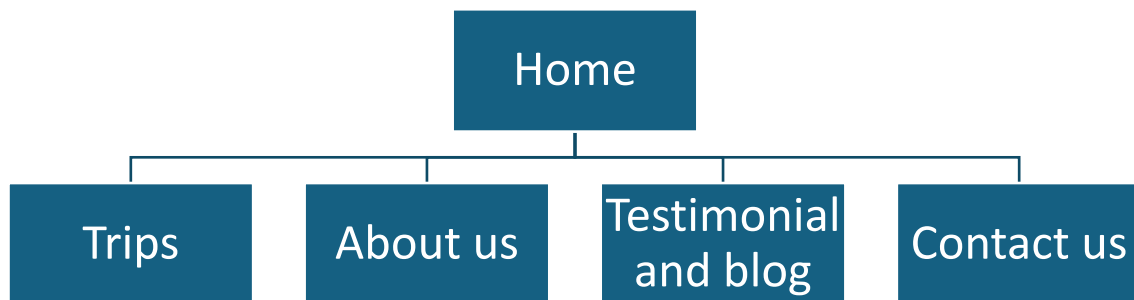 Home
Trips
About us
Testimonial
and blog
Contact us